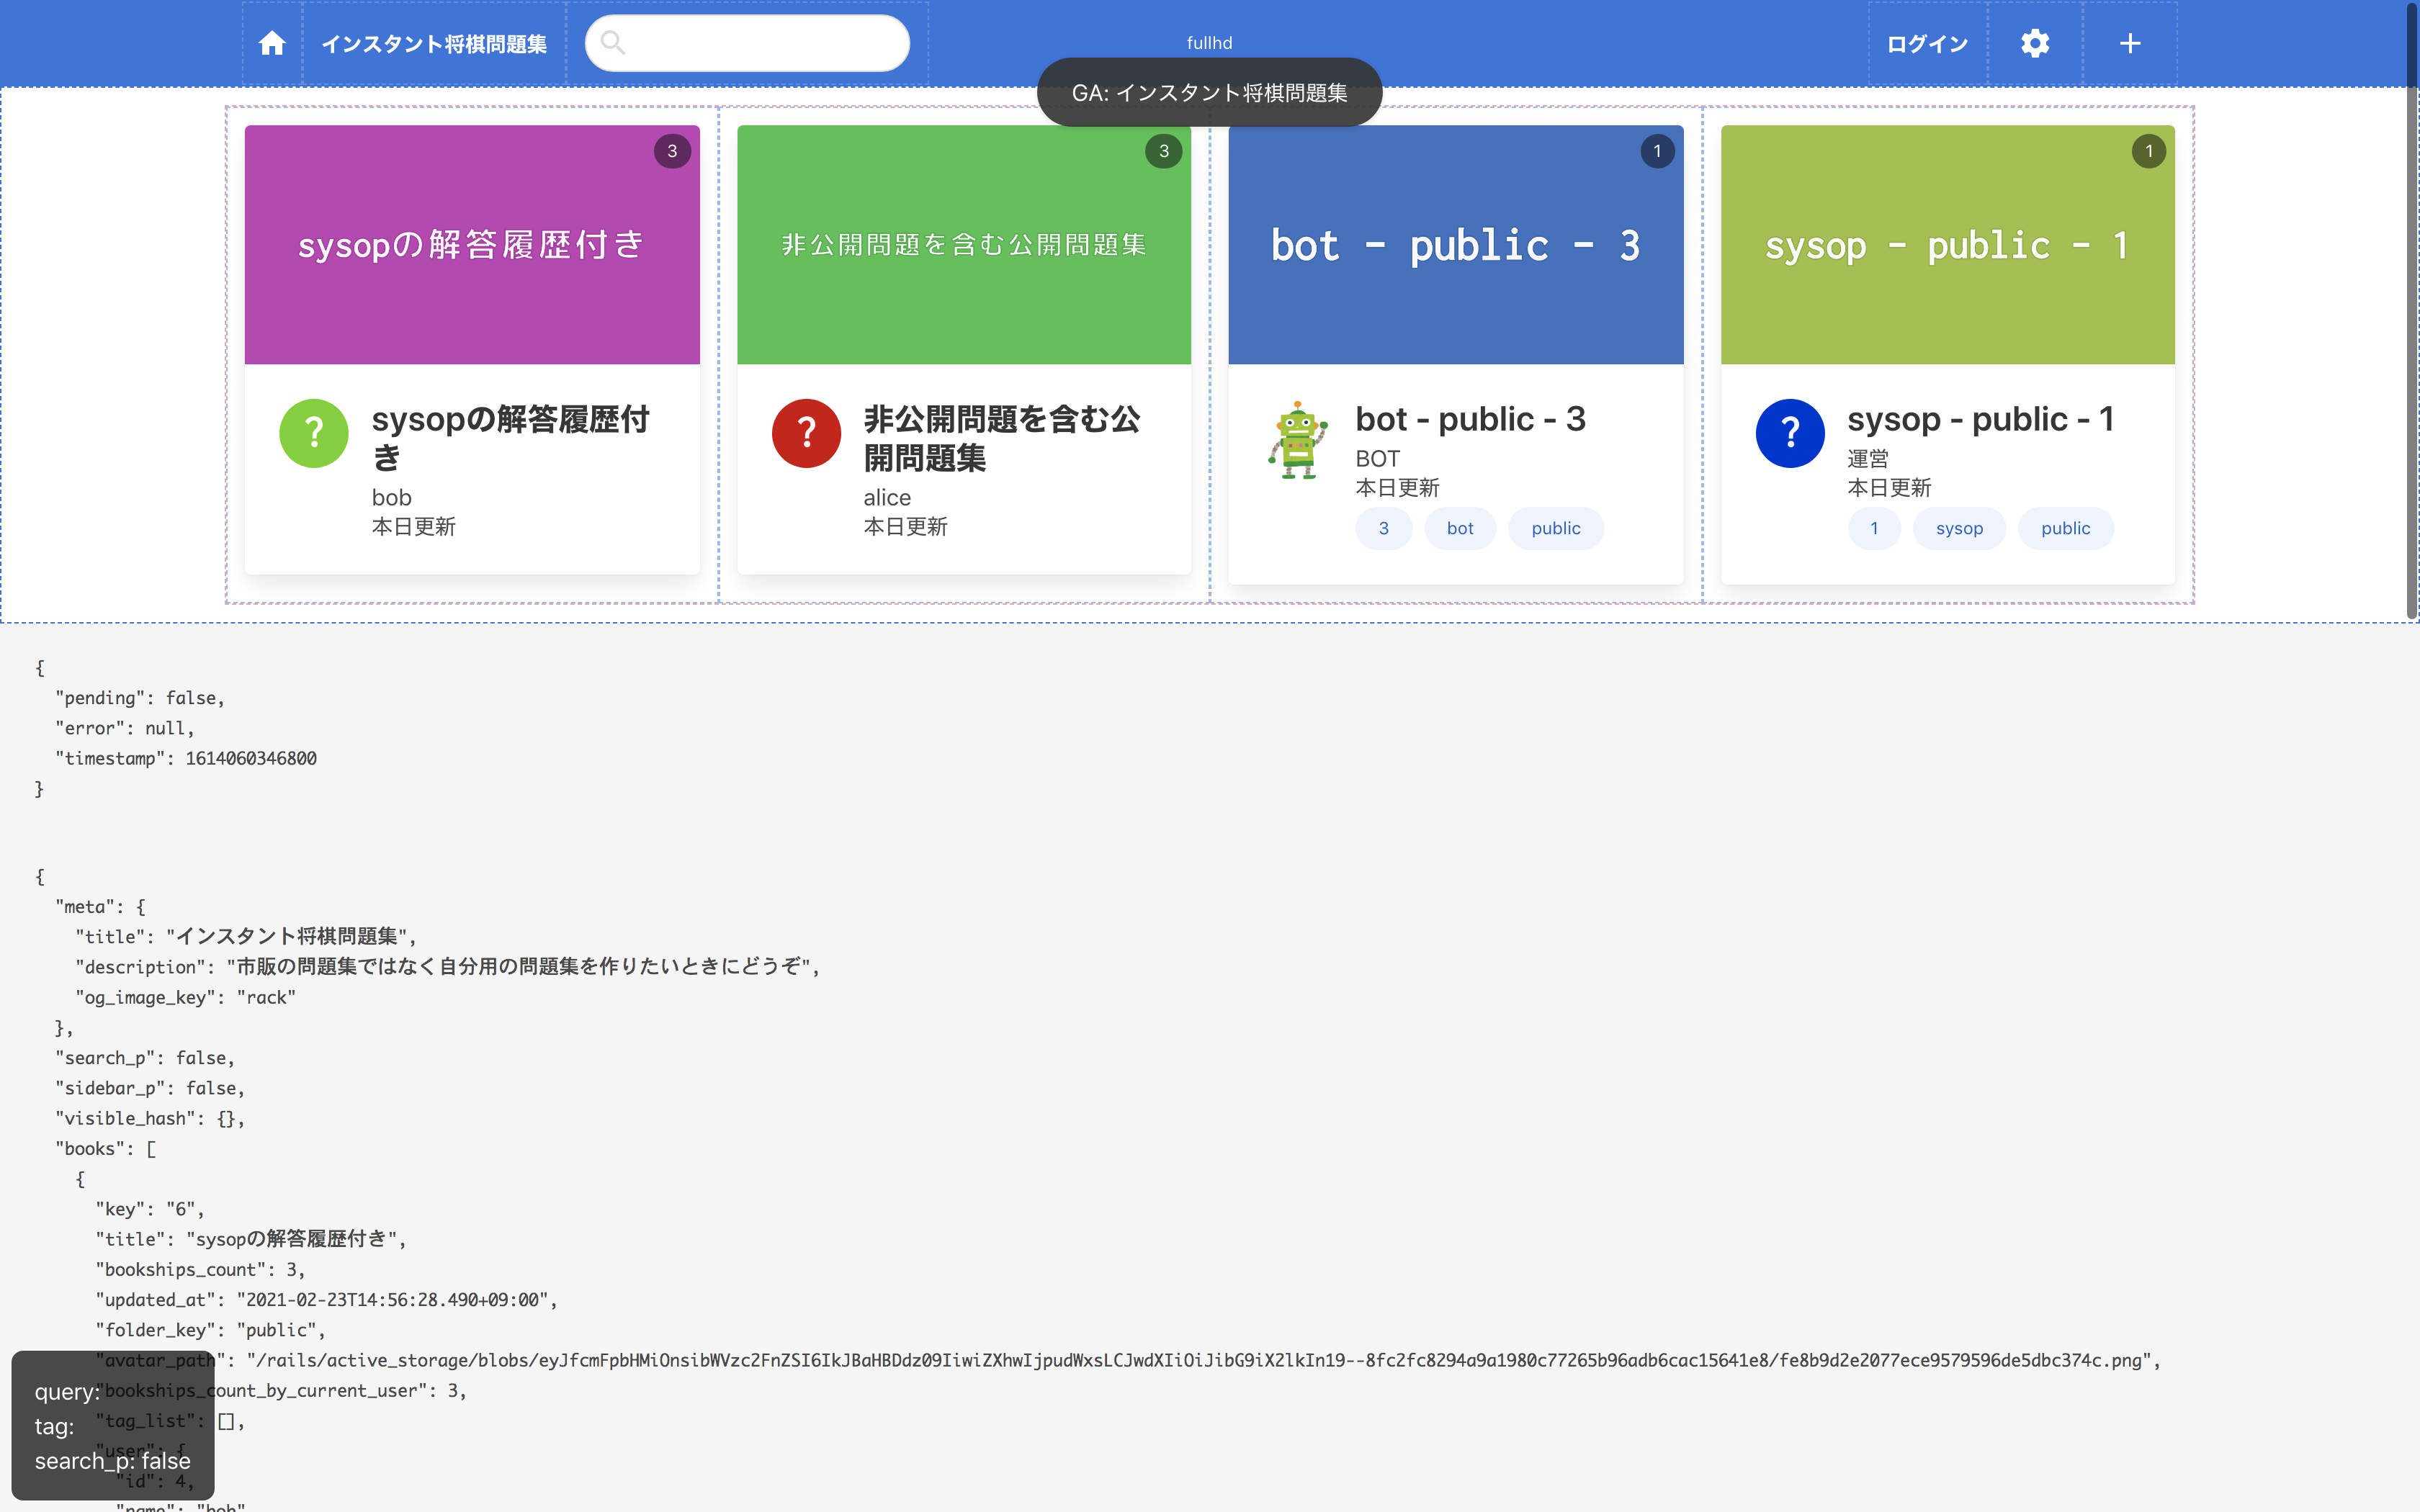 インスタント将棋問題集
fullhd
ログイン
GA: インスタント将棋問題集
3
sysopの解答履歴付き
sysopの解答履歴付
き
bob
本日更新
3
非公開問題を含む公開問題集
非公開問題を含む公
開問題集
alice
本日更新
1
bot - public - 3
bot - public - 3
BOT
本日更新
3 bot public
1
sysop - public - 1
sysop - public - 1
運営
本日更新
1 sysop public
{
"pending": false,
"error": null,
"timestamp": 1614060346800
}
{
"meta": {
"title": "インスタント将棋問題集",
"description": "市販の問題集ではなく自分用の問題集を作りたいときにどうぞ",
"og_image_key": "rack"
},
"search_p": false,
"sidebar_p": false,
"visible_hash": {},
"books": [
{
"key": "6",
"title": "sysopの解答履歴付き",
"bookships_count": 3,
"updated_at": "2021-02-23T14:56:28.490+09:00",
"folder_key": "public",
"avatar_path": "/rails/active_storage/blobs/eyJfcmFpbHMiOnsibWVzc2FnZSI6IkJBaHBDdz09IiwiZXhwIjpudWxsLCJwdXIiOiJibG9iX2lkIn19--8fc2fc8294a9a1980c77265b96adb6cac15641e8/fe8b9d2e2077ece9579596de5dbc374c.png",
"bookships_count_by_current_user": 3,
"tag_list": [],
"user": {
"id": 4,
"name": "bob"
query:
tag:
search_p: false